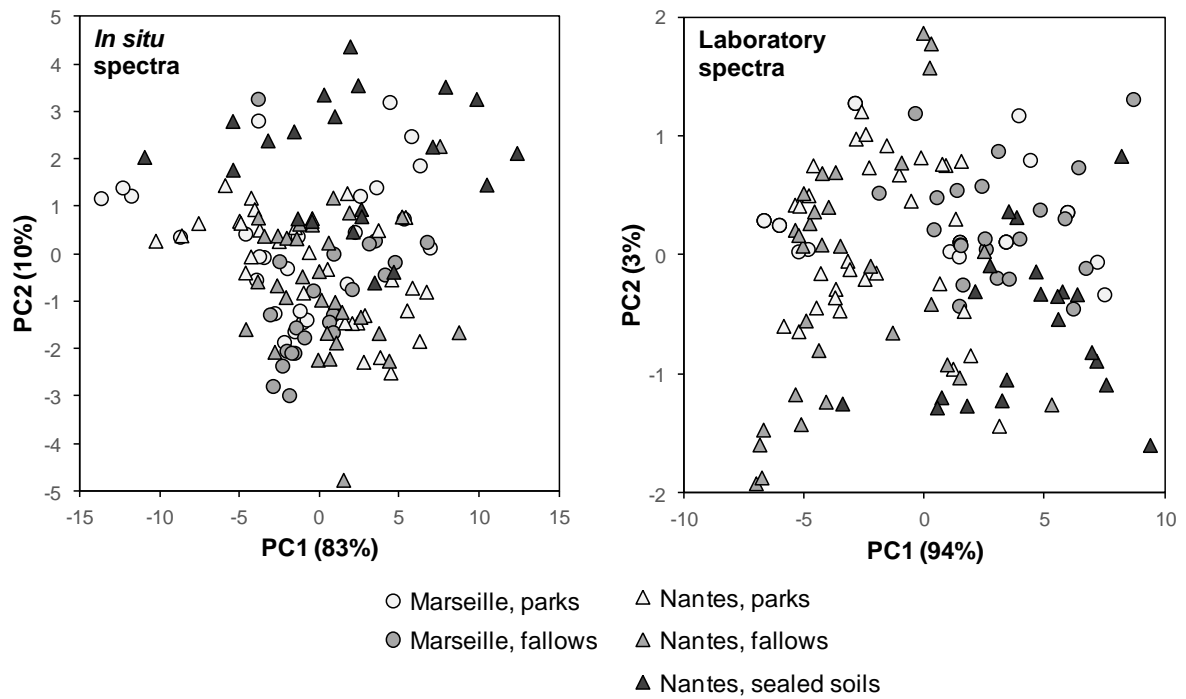 In situ
spectra
5
4
3
2
1
0
-1
-2
-3
-4
-5
PC2 (10%)
-15
-10
-5
0
5
10
15
PC1 (83%)
Laboratory
spectra
2
1
0
-1
-2
PC2 (3%)
-10
-5
0
5
10
PC1 (94%)
Marseille, parks
Nantes, parks
Marseille, fallows
Nantes, fallows
Nantes, sealed soils